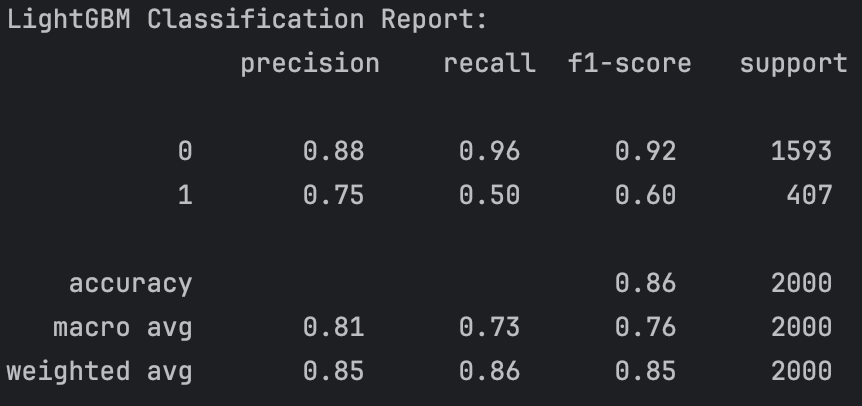 LightGBM Classification Report:
precision recall f1-score support
0 0.88 0.96 0.92 1593
1 0.75 0.50 0.60 407
accuracy 0.86 2000
macro avg 0.81 0.73 0.76 2000
weighted avg 0.85 0.86 0.85 2000